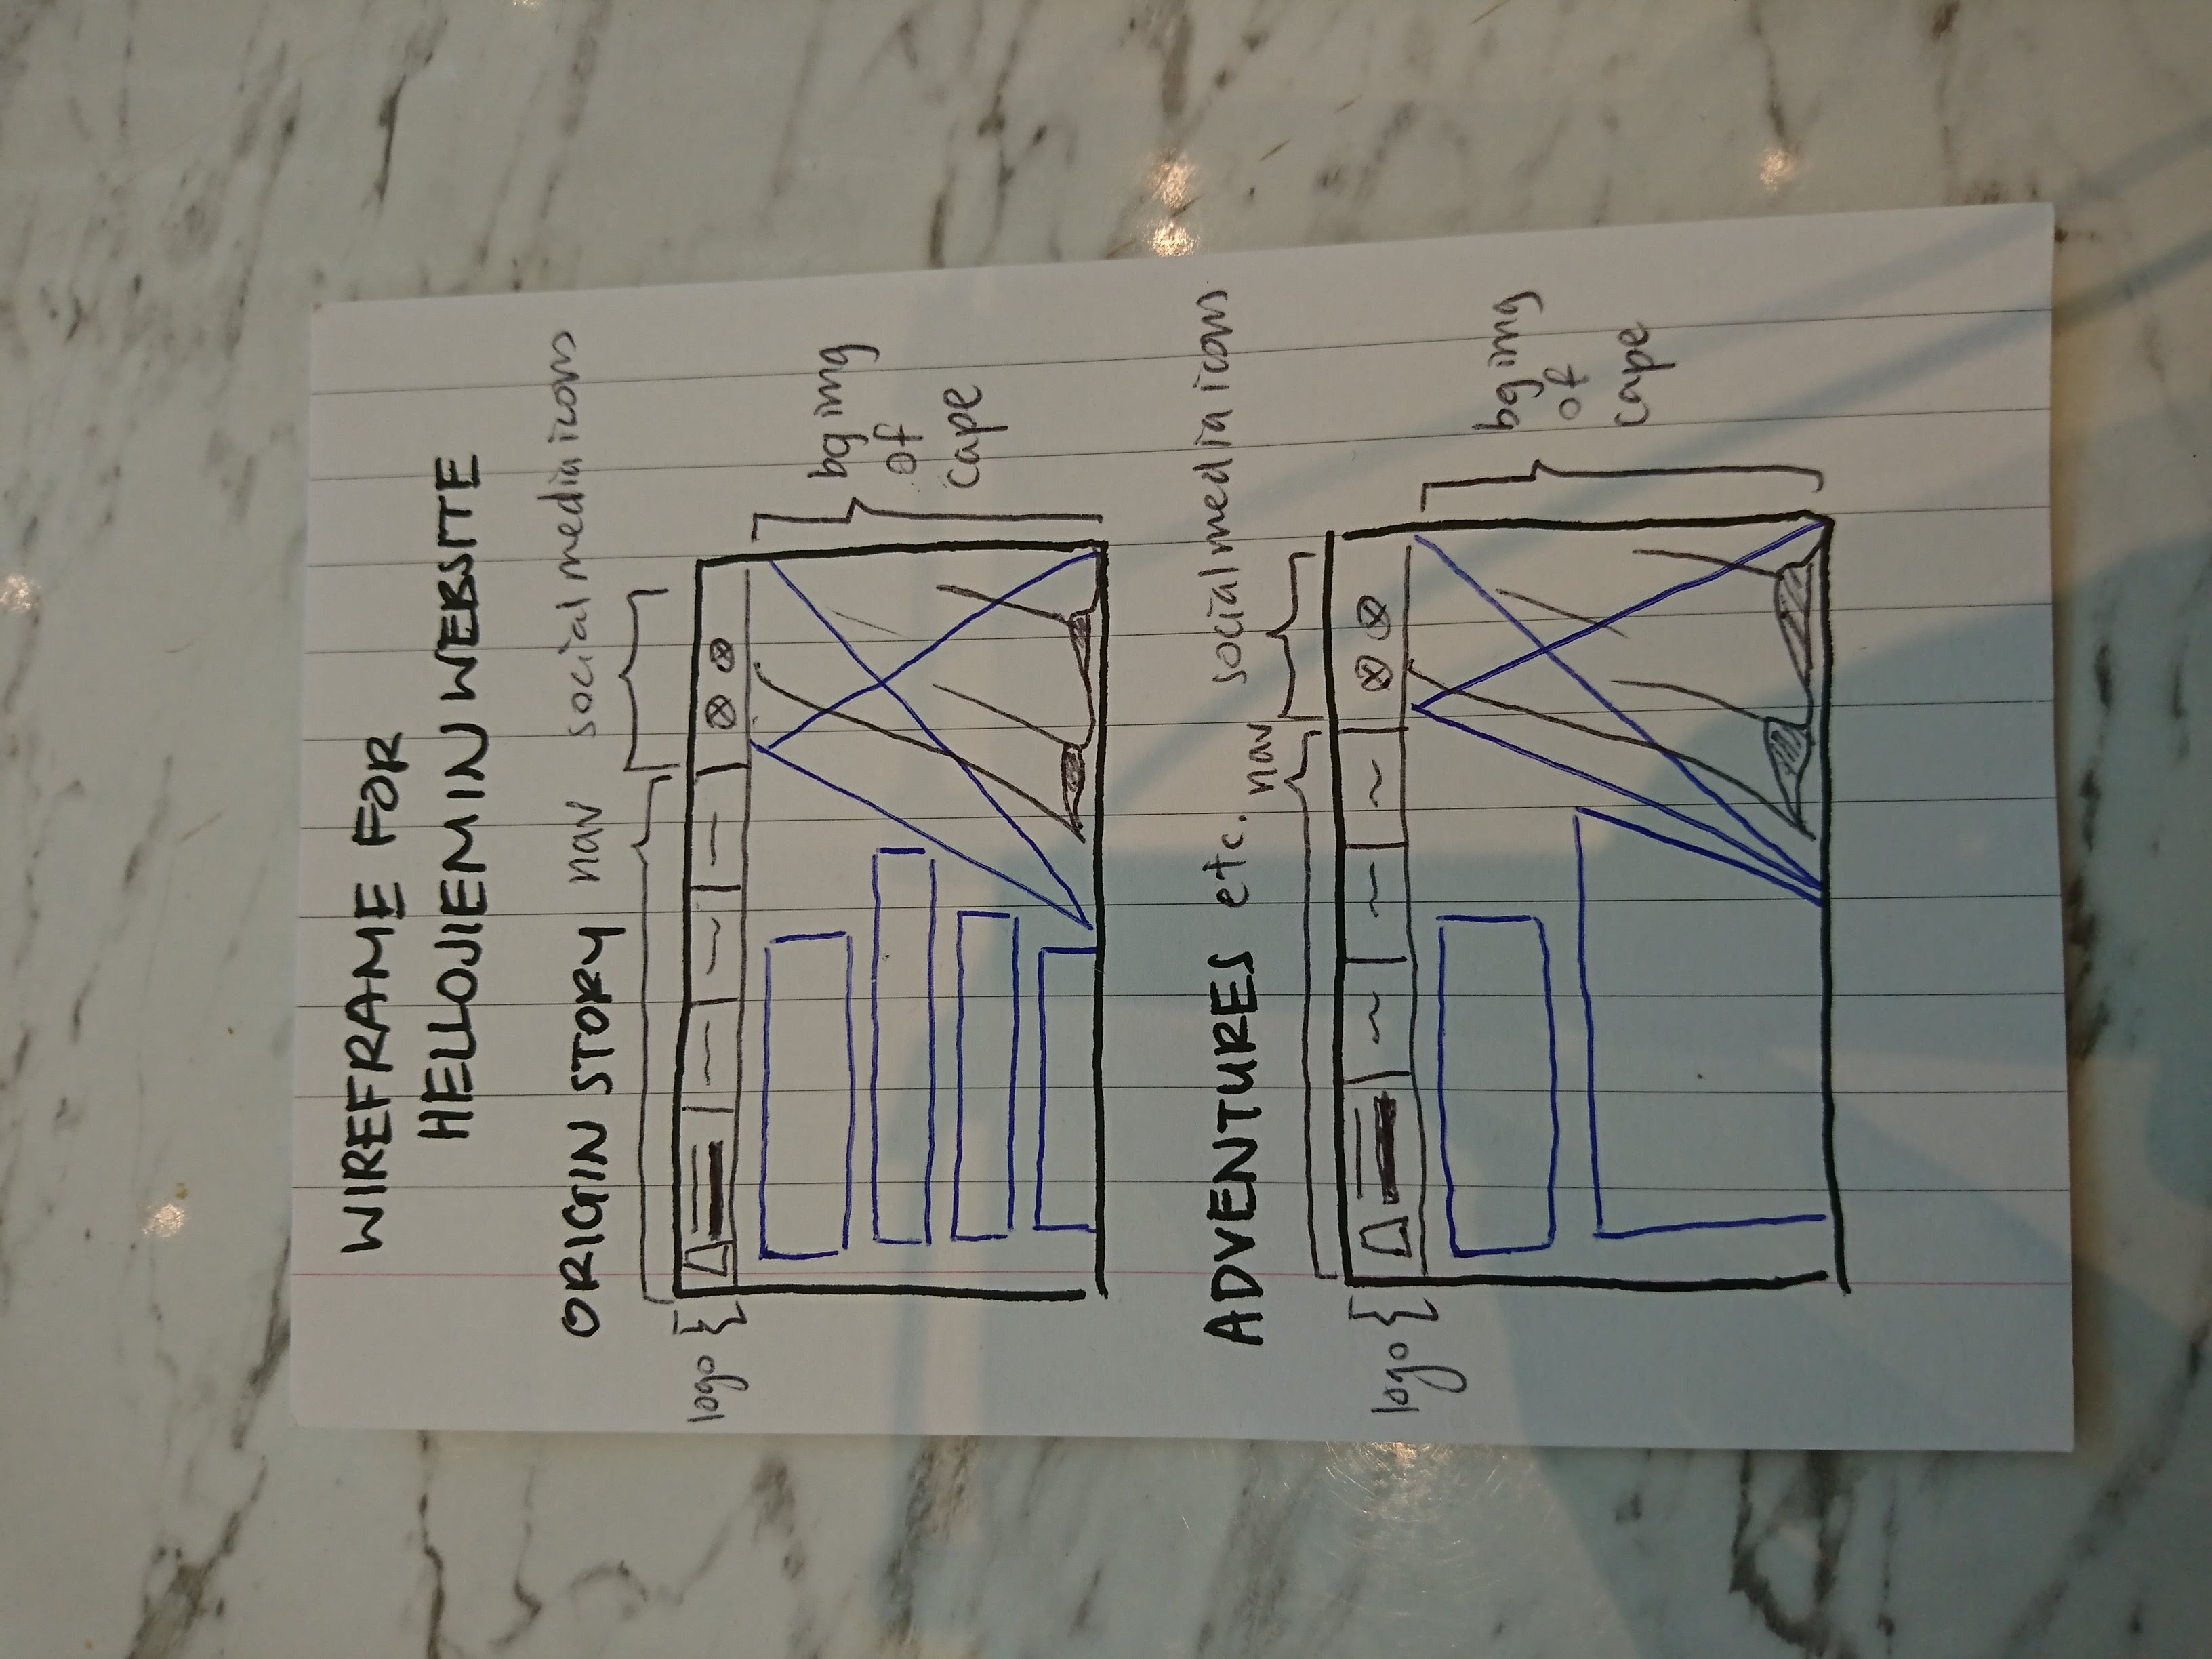 WIREFRAME FOR
HELLOJIEMIN WEBSITE
ORIGIN STORY nav social media icons
logo
bg img
of
cape
ADVENTURES etc. nav social media icons
logo
bg img
of
cape